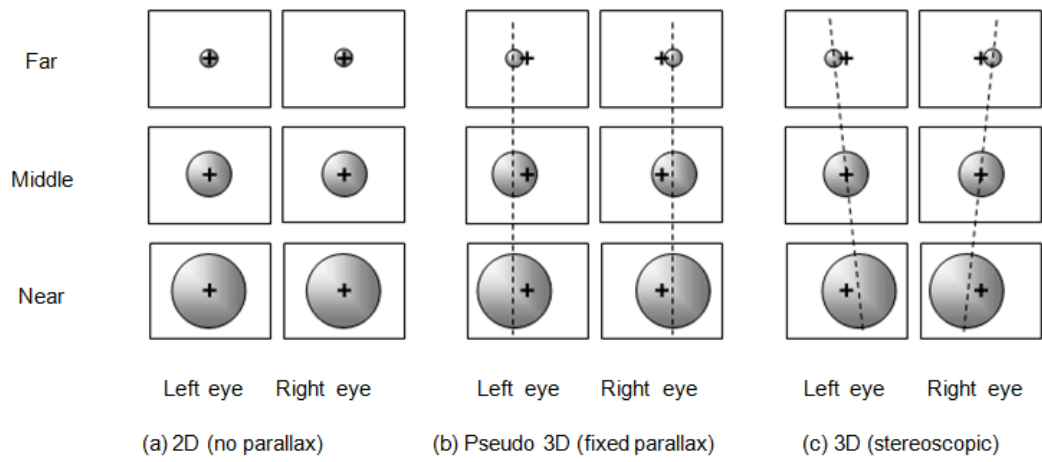 Far
Middle
Near
Left eye Right eye Left eye Right eye Left eye Right eye
(a) 2D (no parallax) (b) Pseudo 3D (fixed parallax) (c) 3D (stereoscopic)